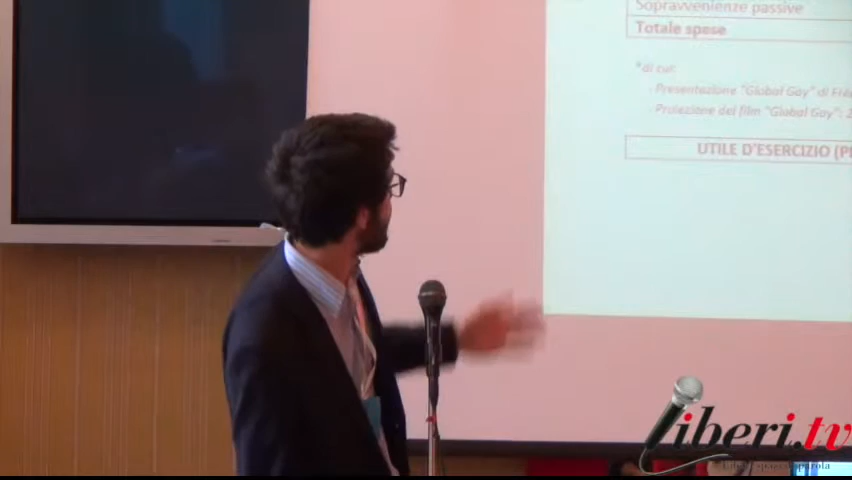 Sopravvenienze passive
Totale spese
*di cui:
- Presentazione "Global Gay" di Fré
- Proiezione del film "Global Gay":
UTILE D'ESERCIZIO (P
Liberi.tv